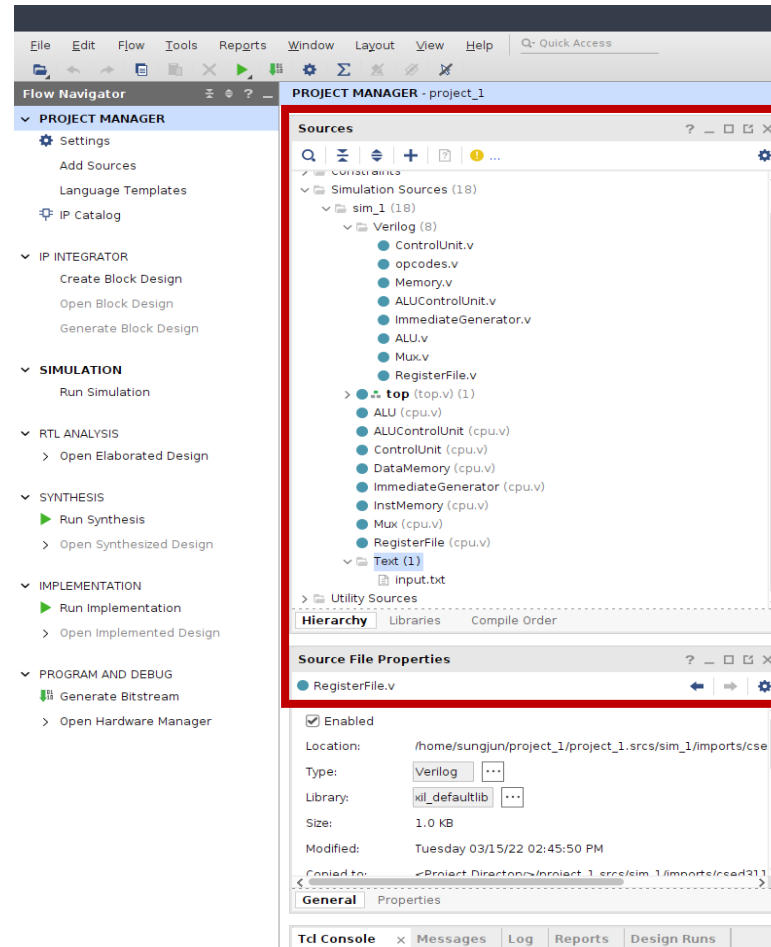 File Edit Flow Tools Reports Window Layout View Help Q- Quick Access
Flow Navigator
PROJECT MANAGER
Settings
Add Sources
Language Templates
IP Catalog
IP INTEGRATOR
Create Block Design
Open Block Design
Generate Block Design
SIMULATION
Run Simulation
RTL ANALYSIS
Open Elaborated Design
SYNTHESIS
Run Synthesis
Open Synthesized Design
IMPLEMENTATION
Run Implementation
Open Implemented Design
PROGRAM AND DEBUG
Generate Bitstream
Open Hardware Manager
PROJECT MANAGER - project_1
Sources
Constraints
Simulation Sources (18)
sim_1 (18)
Verilog (8)
ControlUnit.v
opcodes.v
Memory.v
ALUControlUnit.v
ImmediateGenerator.v
ALU.v
Mux.v
RegisterFile.v
top (top.v) (1)
ALU (cpu.v)
ALUControlUnit (cpu.v)
ControlUnit (cpu.v)
DataMemory (cpu.v)
ImmediateGenerator (cpu.v)
InstMemory (cpu.v)
Mux (cpu.v)
RegisterFile (cpu.v)
Text (1)
input.txt
Utility Sources
Hierarchy Libraries Compile Order
Source File Properties
RegisterFile.v
Enabled
Location: /home/sungjun/project_1/project_1.srcs/sim_1/imports/cse
Type: Verilog
Library: xil_defaultlib
Size: 1.0 KB
Modified: Tuesday 03/15/22 02:45:50 PM
Copied to: <Project Directory>/project_1.srcs/sim_1/imports/csed311
General Properties
Tcl Console Messages Log Reports Design Runs